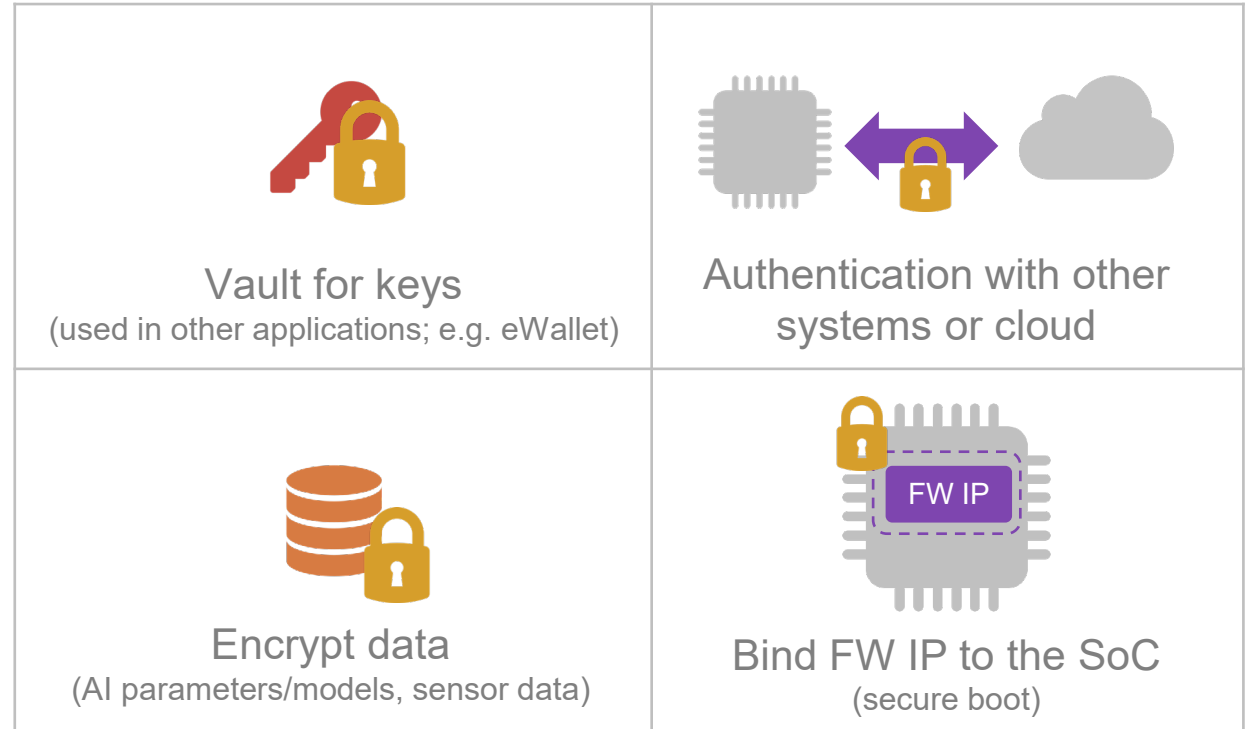 Vault for keys
(used in other applications; e.g. eWallet)
Authentication with other
systems or cloud
Encrypt data
(AI parameters/models, sensor data)
FW IP
Bind FW IP to the SoC
(secure boot)